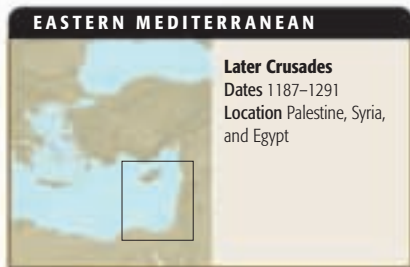 EASTERN MEDITERRANEAN
Later Crusades
Dates 1187–1291
Location Palestine, Syria,
and Egypt